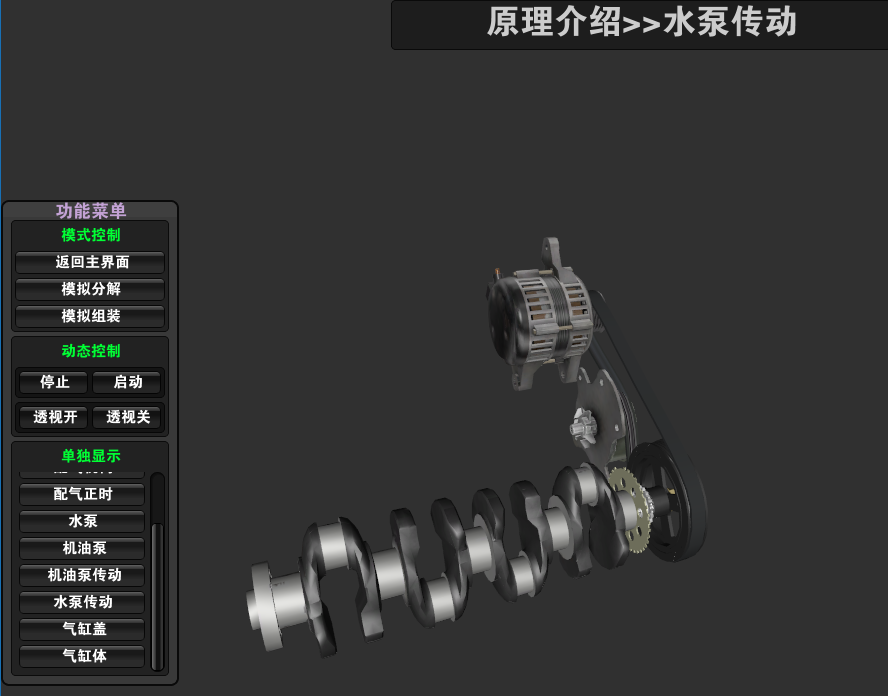 原理介绍>>水泵传动
功能菜单
模式控制
返回主界面
模拟分解
模拟组装
动态控制
停止 启动
透视开 透视关
单独显示
配气正时
水泵
机油泵
机油泵传动
水泵传动
气缸盖
气缸体